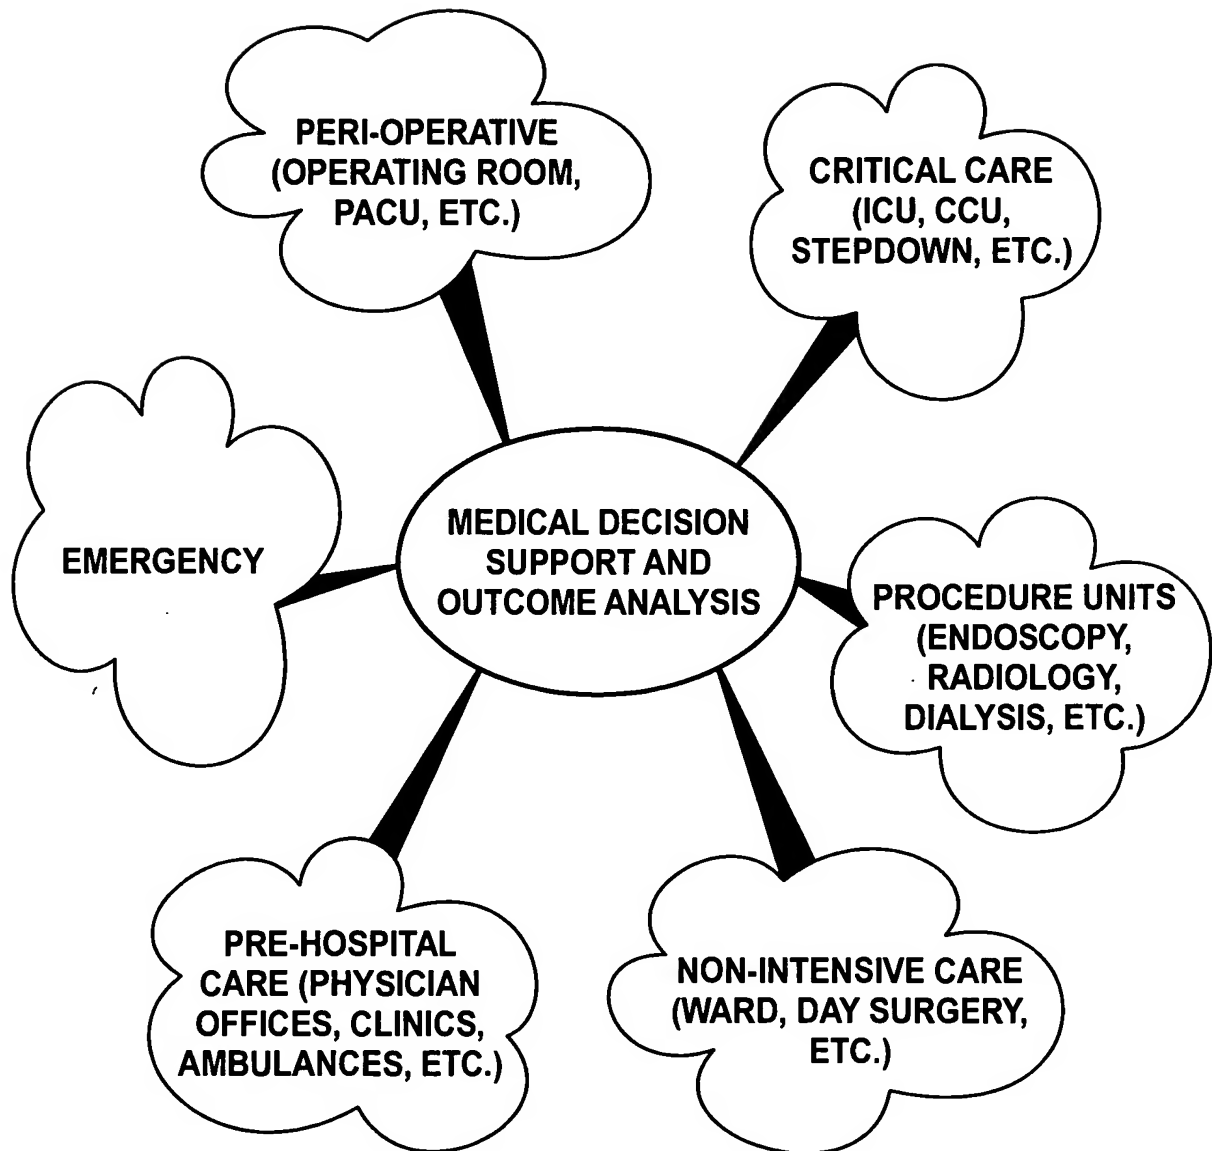 PERI-OPERATIVE
(OPERATING ROOM,
PACU, ETC.)
CRITICAL CARE
(ICU, CCU,
STEPDOWN, ETC.)
EMERGENCY
MEDICAL DECISION
SUPPORT AND
OUTCOME ANALYSIS
PROCEDURE UNITS
(ENDOSCOPY,
RADIOLOGY,
DIALYSIS, ETC.)
PRE-HOSPITAL
CARE (PHYSICIAN
OFFICES, CLINICS,
AMBULANCES, ETC.)
NON-INTENSIVE CARE
(WARD, DAY SURGERY,
ETC.)